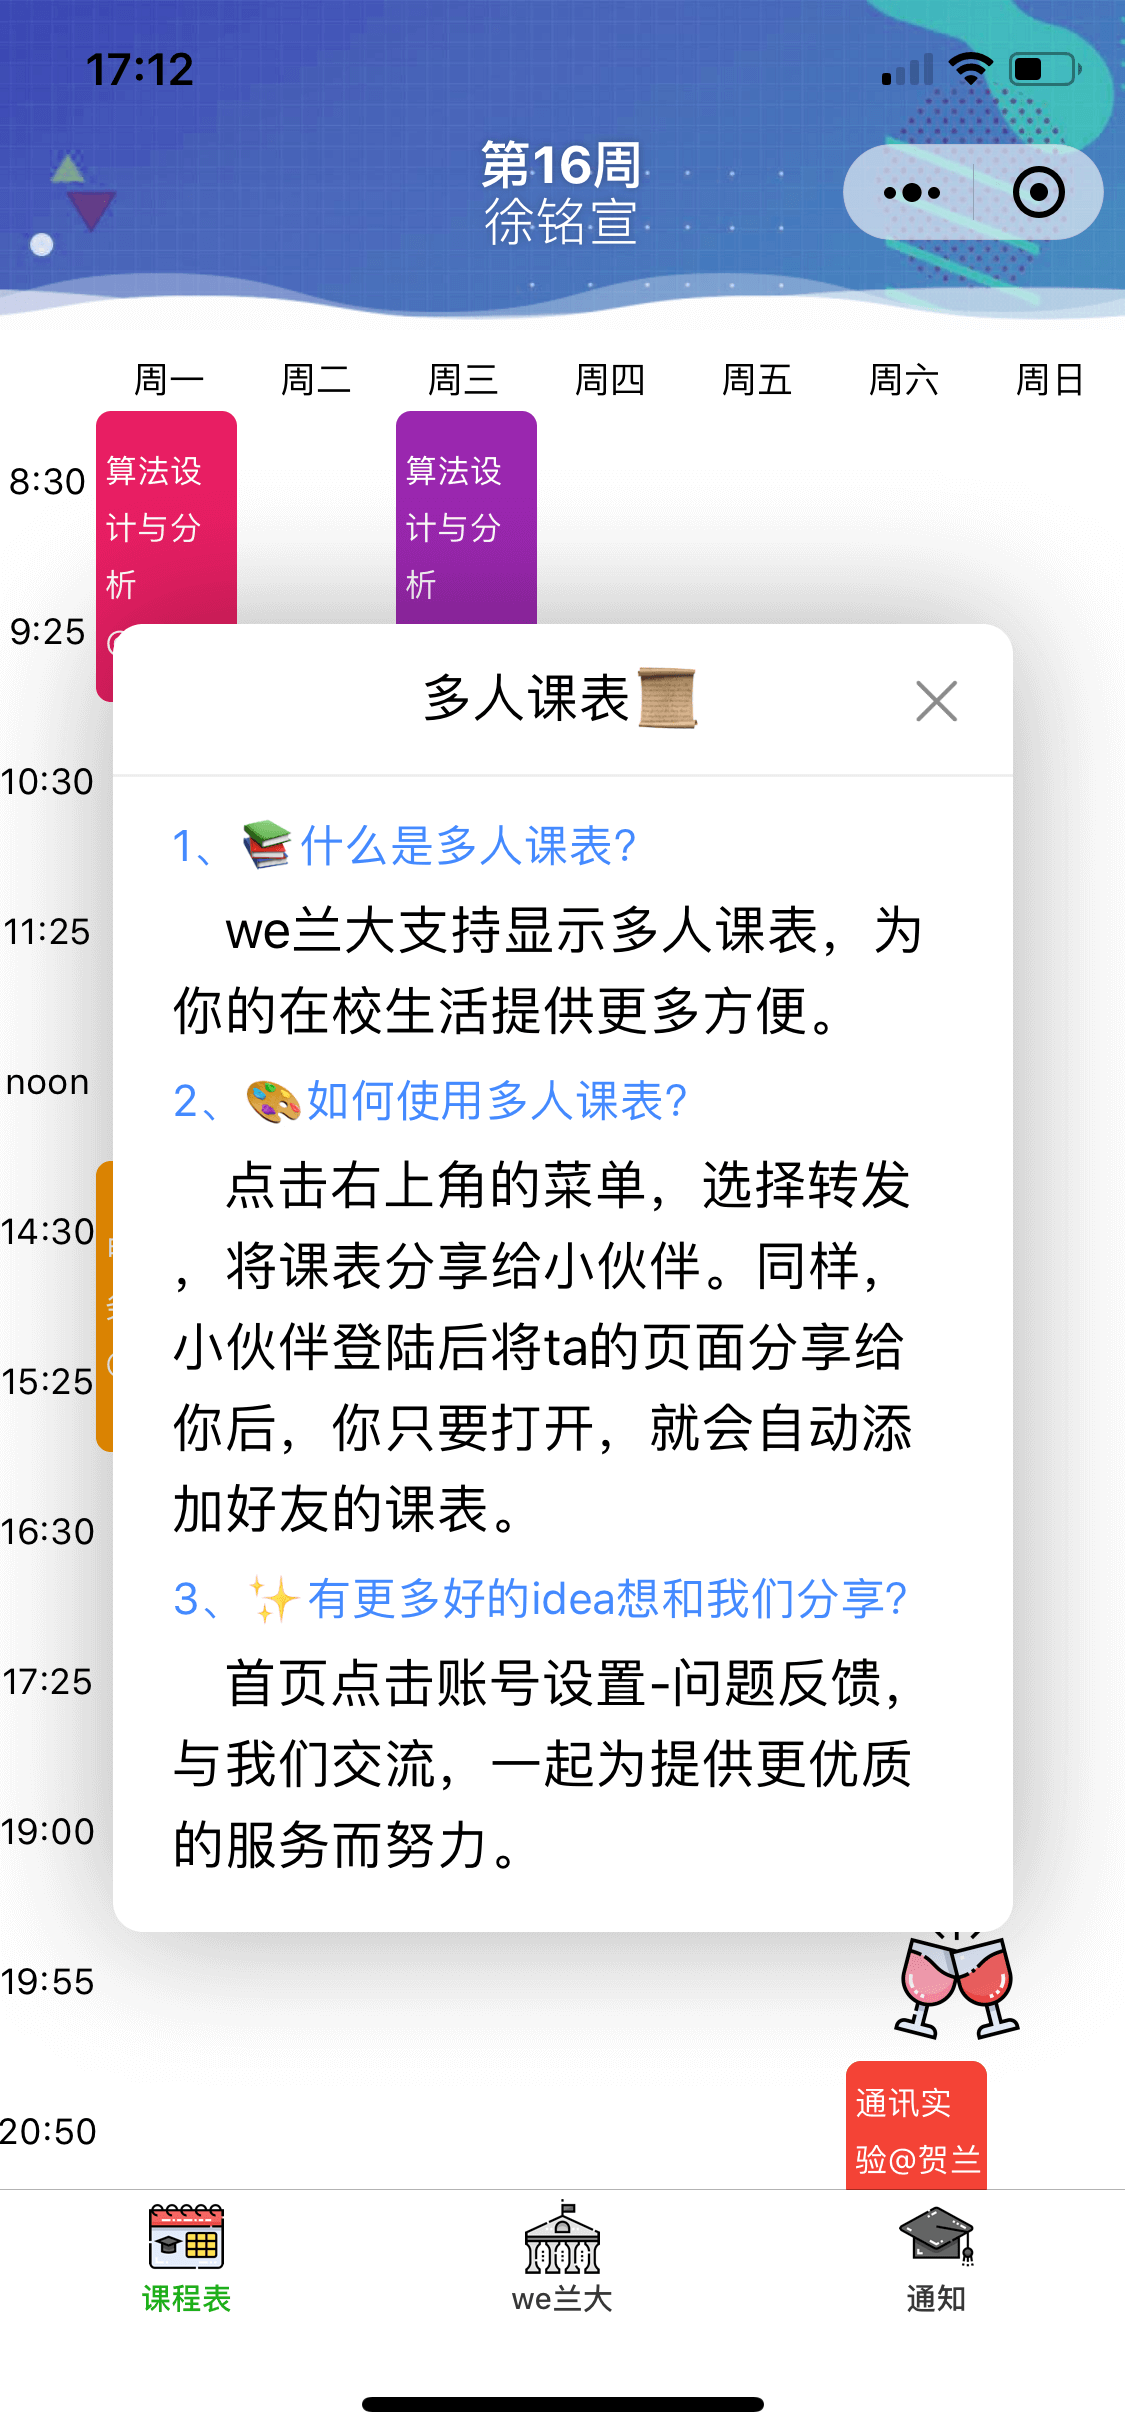 17:12
第16周
徐铭宣
周一 周二 周三 周四 周五 周六 周日
8:30
算法设
计与分
析
算法设
计与分
析
9:25
10:30
11:25
noon
14:30
15:25
16:30
17:25
19:00
19:55
20:50
多人课表
1、什么是多人课表?
we兰大支持显示多人课表，为
你的在校生活提供更多方便。
2、如何使用多人课表?
点击右上角的菜单，选择转发
，将课表分享给小伙伴。同样，
小伙伴登陆后将ta的页面分享给
你后，你只要打开，就会自动添
加好友的课表。
3、有更多好的idea想和我们分享?
首页点击账号设置-问题反馈，
与我们交流，一起为提供更优质
的服务而努力。
通讯实
验@贺兰
课程表
we兰大
通知